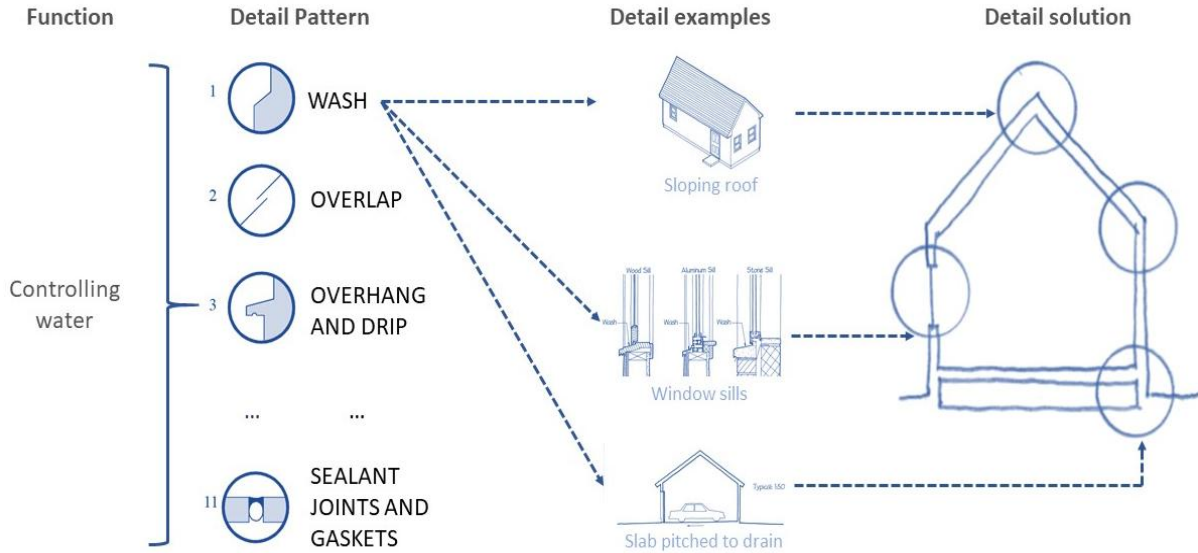 Function
Detail Pattern
Detail examples
Detail solution
Controlling
water
1
WASH
2
OVERLAP
3
OVERHANG
AND DRIP
...
...
11
SEALANT
JOINTS AND
GASKETS
Sloping roof
Wood Sill
Aluminum Sill
Stone Sill
Wash
Wash
Wash
Window sills
Typical 1:50
Slab pitched to drain